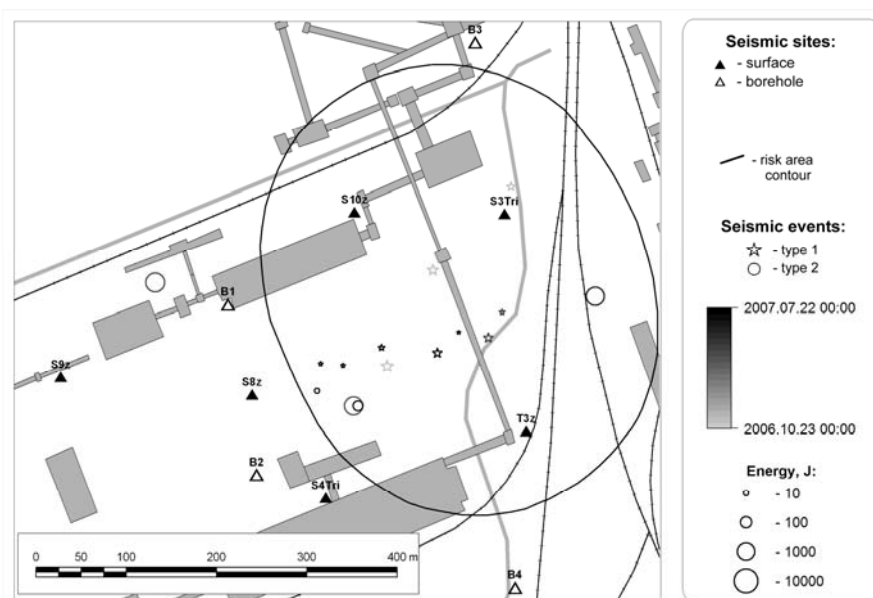 B3
S10z
S3Tri
B1
S9z
S8z
T3z
B2
S4Tri
B4
0 50 100 200 300 400 m
Seismic sites:
- surface
- borehole
- risk area
contour
Seismic events:
- type 1
- type 2
2007.07.22 00:00
2006.10.23 00:00
Energy, J:
- 10
- 100
- 1000
- 10000